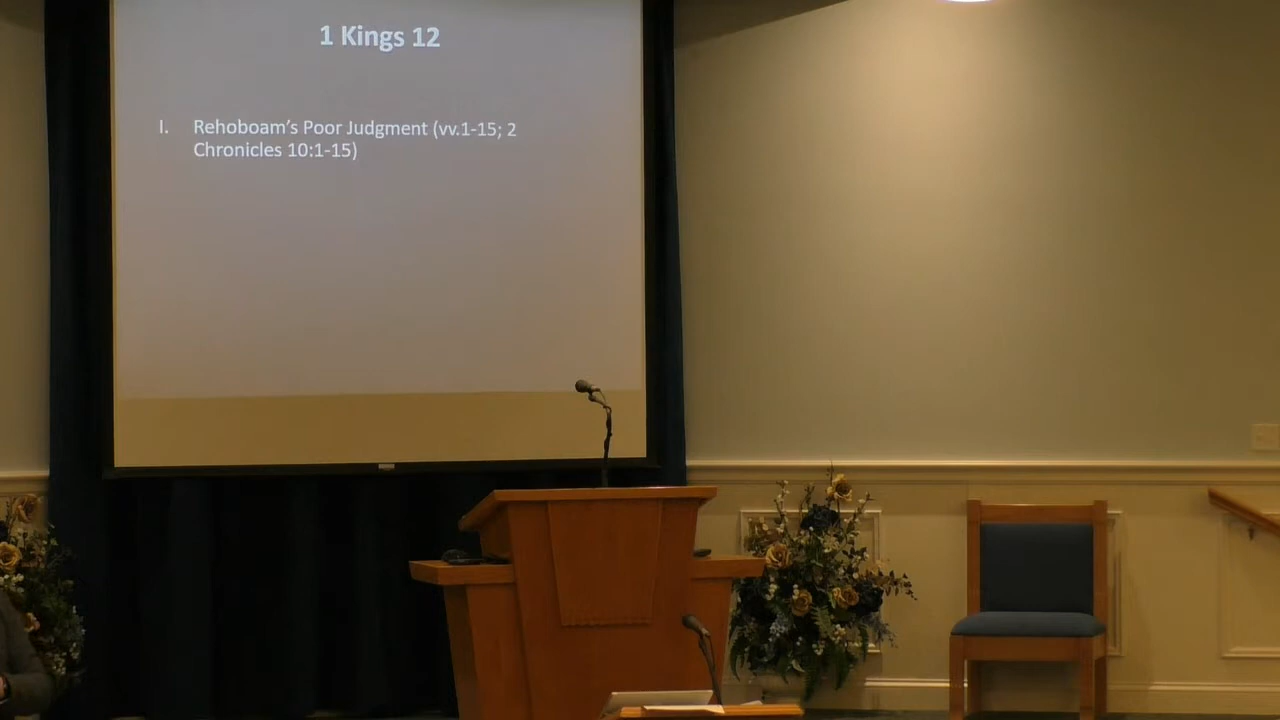 1 Kings 12
I. Rehoboam’s Poor Judgment (vv.1-15; 2
Chronicles 10:1-15)